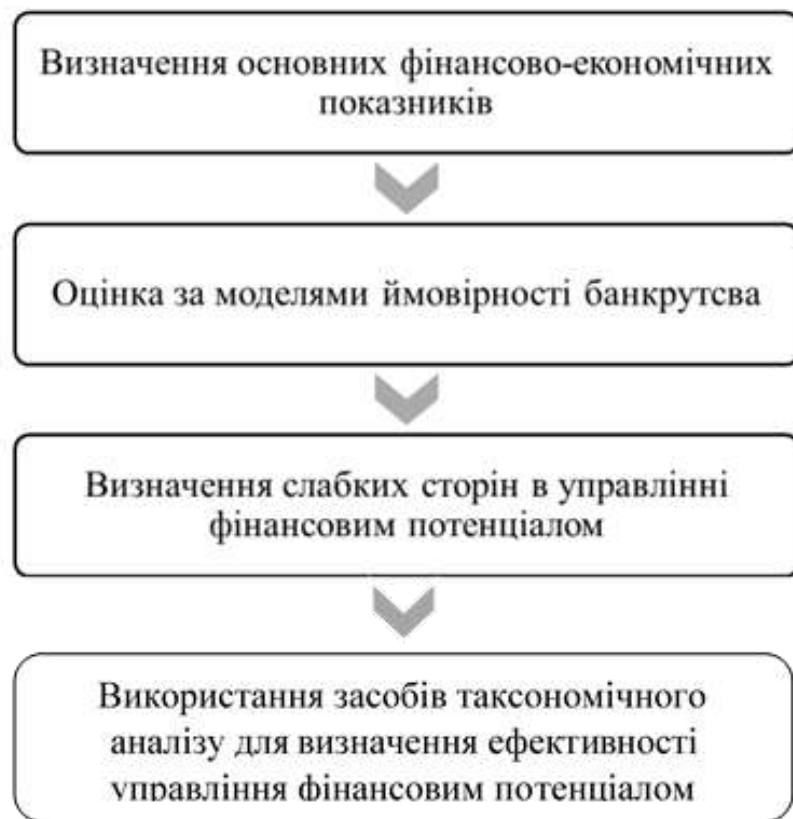 Визначення основних фінансово-економічних
показників
Оцінка за моделями ймовірності банкрутсва
Визначення слабких сторін в управлінні
фінансовим потенціалом
Використання засобів таксономічного
аналізу для визначення ефективності
управління фінансовим потенціалом